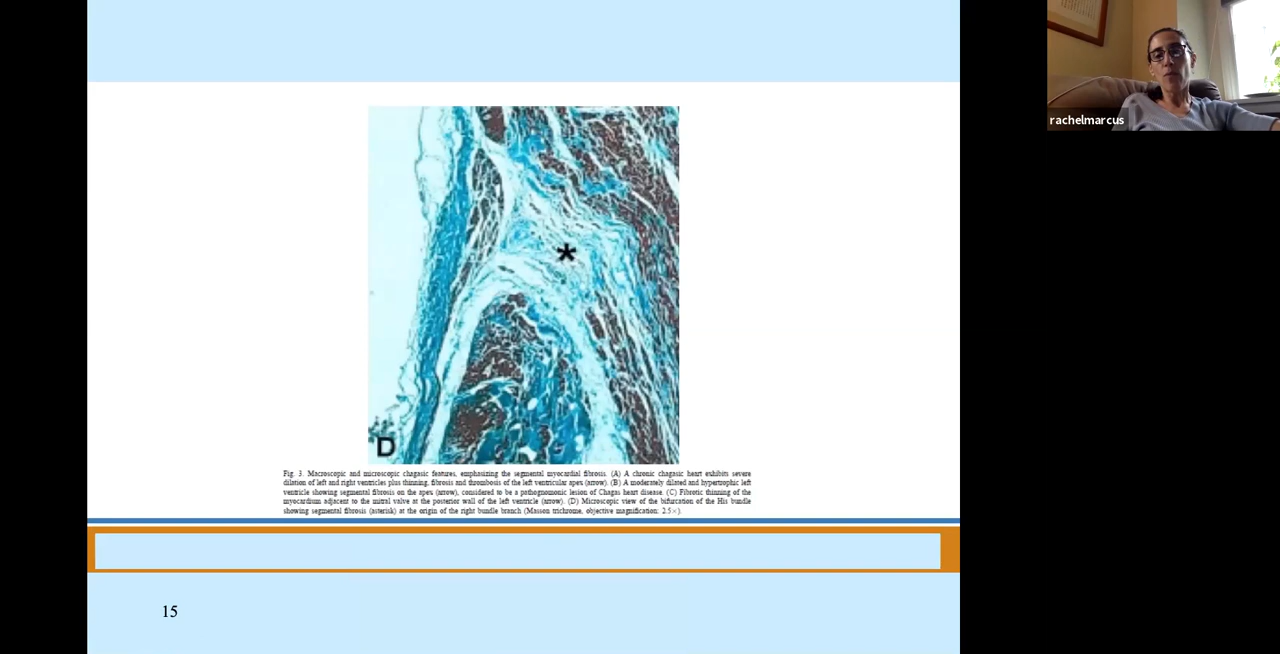 rachelmarcus
*
D
Fig. 3. Macroscopic and microscopic chagasic features, emphasizing the segmental myocardial fibrosis. (A) A chronic chagasic heart exhibits severe
dilation of left and right ventricles plus thinning, fibrosis and thrombosis of the left ventricular apex (arrow). (B) A moderately dilated and hypertrophic left
ventricle showing segmental fibrosis on the apex (arrow), considered to be a pathognomonic lesion of Chagas heart disease. (C) Fibrotic thinning of the
myocardium adjacent to the mitral valve at the posterior wall of the left ventricle (arrow). (D) Microscopic view of the bifurcation of the His bundle
showing segmental fibrosis (asterisk) at the origin of the right bundle branch (Masson trichrome, objective magnification: 2.5×).
15